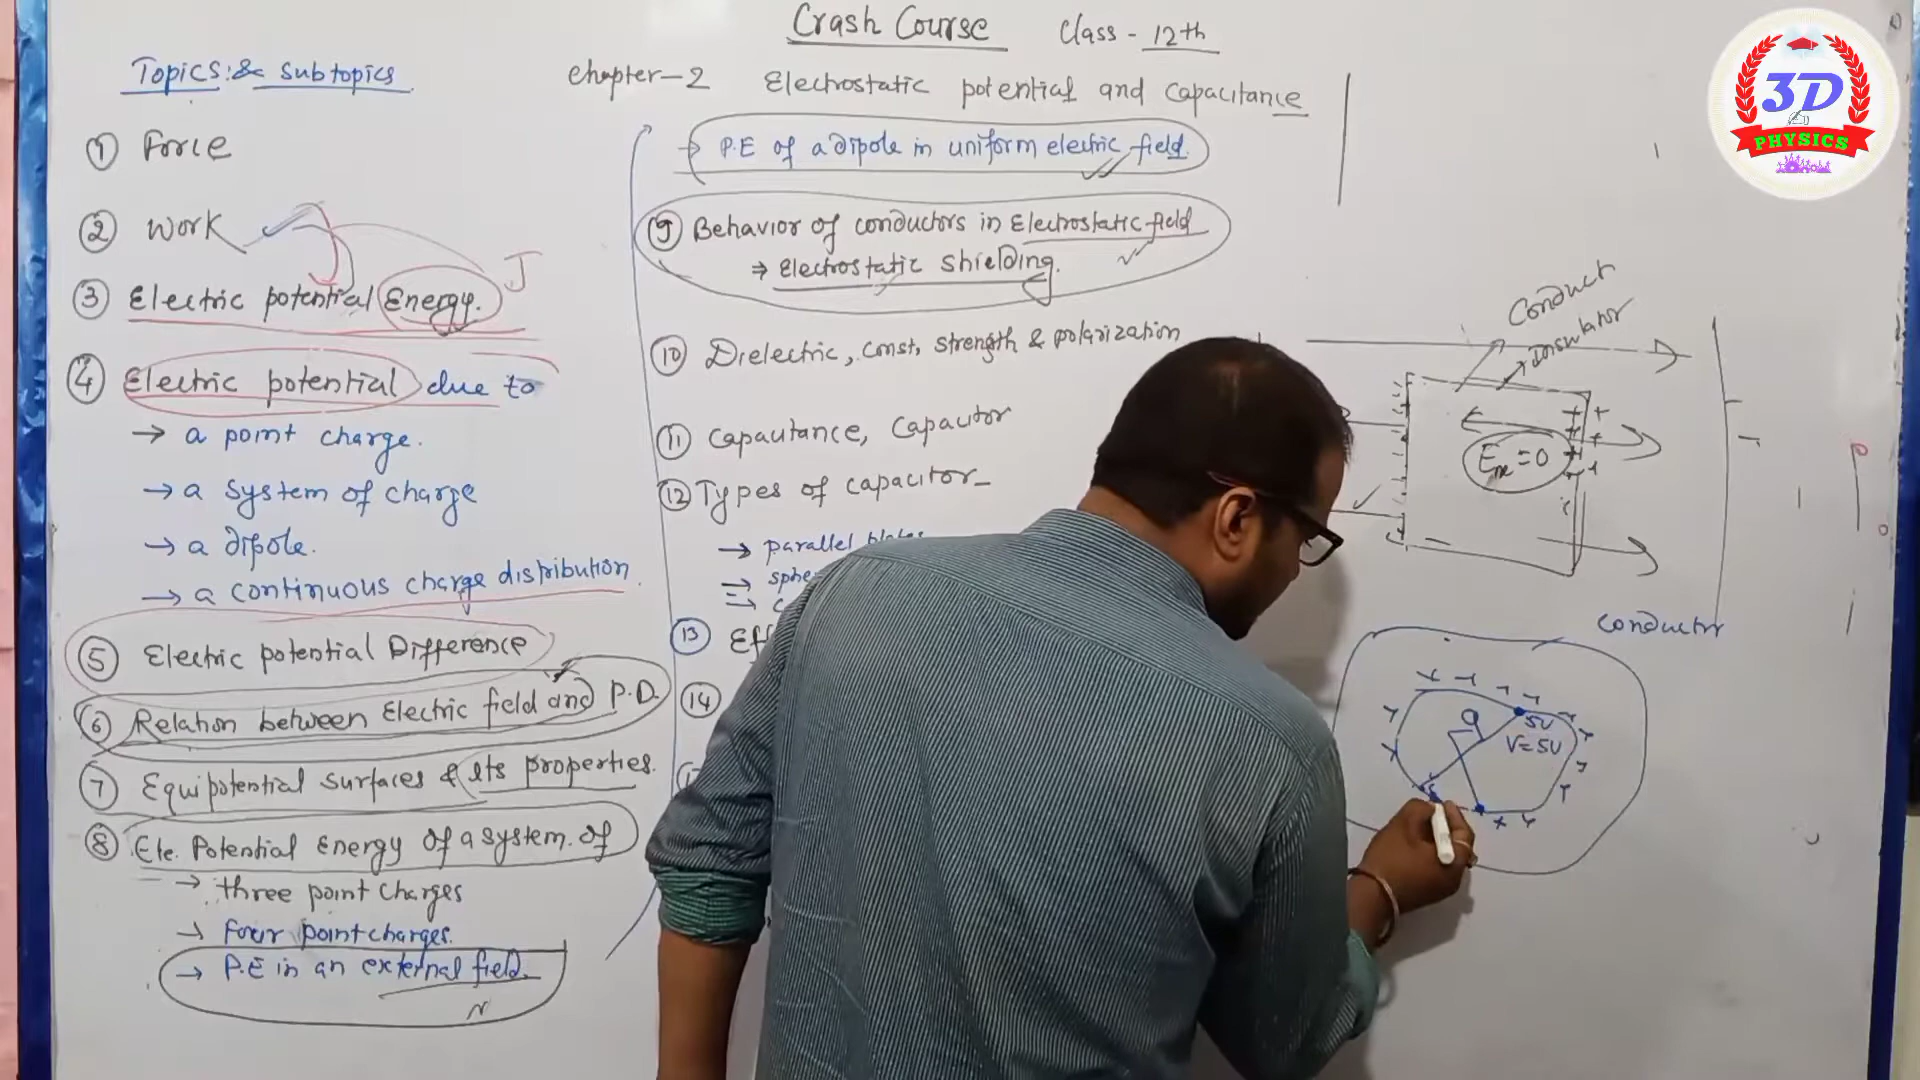 Crash Course Class - 12th
Topics:& subtopics
chapter-2 Electrostatic potential and capacitance
① Force
② Work
③ Electric potential Energy. J
④ Electric potential due to
→ a point charge.
→ a system of charge
→ a dipole.
→ a continuous charge distribution
⑤ Electric potential Difference
⑥ Relation between Electric field and P.D.
⑦ Equipotential surfaces & its properties.
⑧ Ele. Potential Energy of a system of
→ three point charges
→ four point charges.
→ P.E in an external field.
→ P.E of a dipole in uniform electric field.
⑨ Behavior of conductors in Electrostatic field
⇒ Electrostatic Shielding.
⑩ Dielectric, const, strength & polarization
⑪ Capacitance, Capacitor
⑫ Types of capacitor
→ parallel
⑬
⑭
Conduct
Insulator
Ein = 0
conductor
q
5V
V=5V
3D
PHYSICS